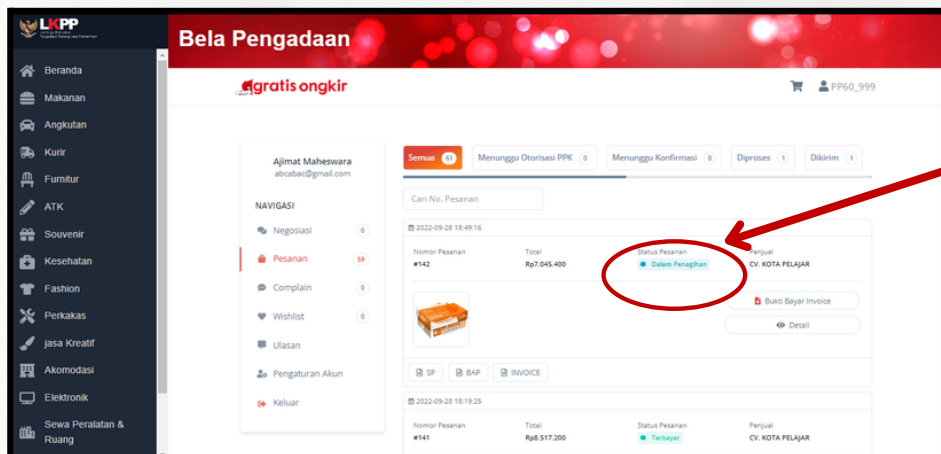 LKPP
Bela Pengadaan
Beranda
Makanan
Angkutan
Kurir
Furnitur
ATK
Souvenir
Kesehatan
Fashion
Perkakas
jasa Kreatif
Akomodasi
Elektronik
Sewa Peralatan &
Ruang
gratis ongkir
PP60_999
Ajimat Maheswara
abcabac@gmail.com
NAVIGASI
Negosiasi 0
Pesanan 59
Complain 0
Wishlist 0
Ulasan
Pengaturan Akun
Keluar
Semua 61 Menunggu Otorisasi PPK 0 Menunggu Konfirmasi 0 Diproses 1 Dikirim 1
Cari No. Pesanan
2022-09-28 18:49:16
Nomor Pesanan Total Status Pesanan Penjual
#142 Rp7.045.400 Dalam Penagihan CV. KOTA PELAJAR
Bukti Bayar Invoice
Detail
SP BAP INVOICE
2022-09-28 18:19:25
Nomor Pesanan Total Status Pesanan Penjual
#141 Rp8.517.200 Terbayar CV. KOTA PELAJAR